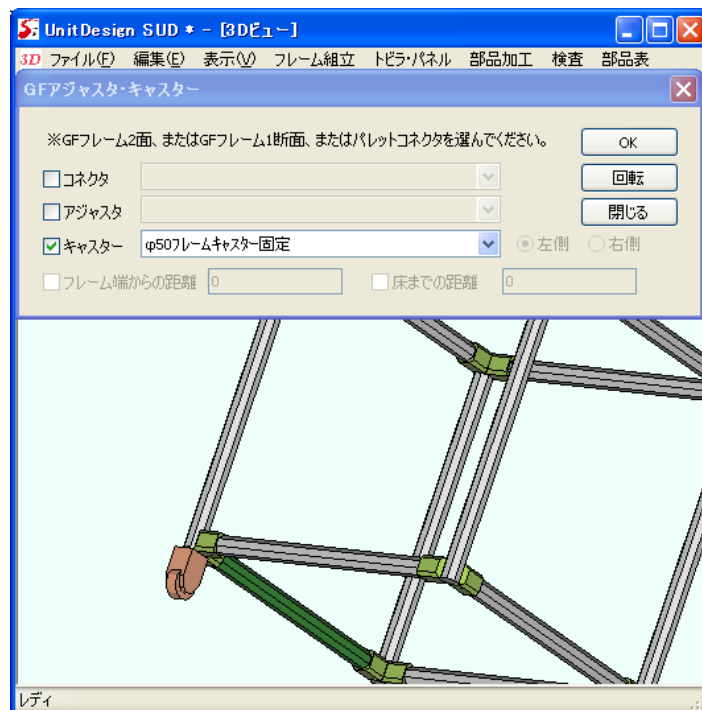 UnitDesign SUD * - [3Dビュー]
3D ファイル(F) 編集(E) 表示(V) フレーム組立 トビラ・パネル 部品加工 検査 部品表
GFアジャスタ・キャスター
※GFフレーム2面、またはGFフレーム1断面、またはパレットコネクタを選んでください。
OK
コネクタ
回転
アジャスタ
閉じる
キャスター φ50フレームキャスター固定 左側 右側
フレーム端からの距離 0 床までの距離 0
レディ